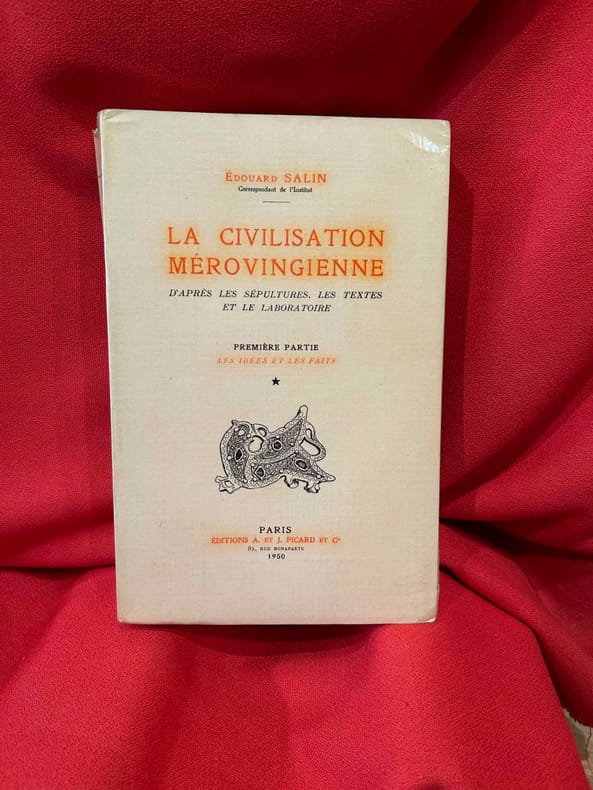 ÉDOUARD SALIN
Correspondant de l'Institut
LA CIVILISATION
MÉROVINGIENNE
D'APRÈS LES SÉPULTURES, LES TEXTES
ET LE LABORATOIRE
PREMIÈRE PARTIE
LES IDÉES ET LES FAITS
PARIS
ÉDITIONS A. ET J. PICARD ET Cie
82, RUE BONAPARTE
1950